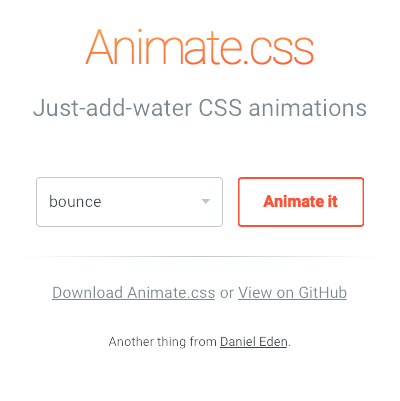 Animate.css
Just-add-water CSS animations
bounce
Animate it
Download Animate.css or View on GitHub
Another thing from Daniel Eden.